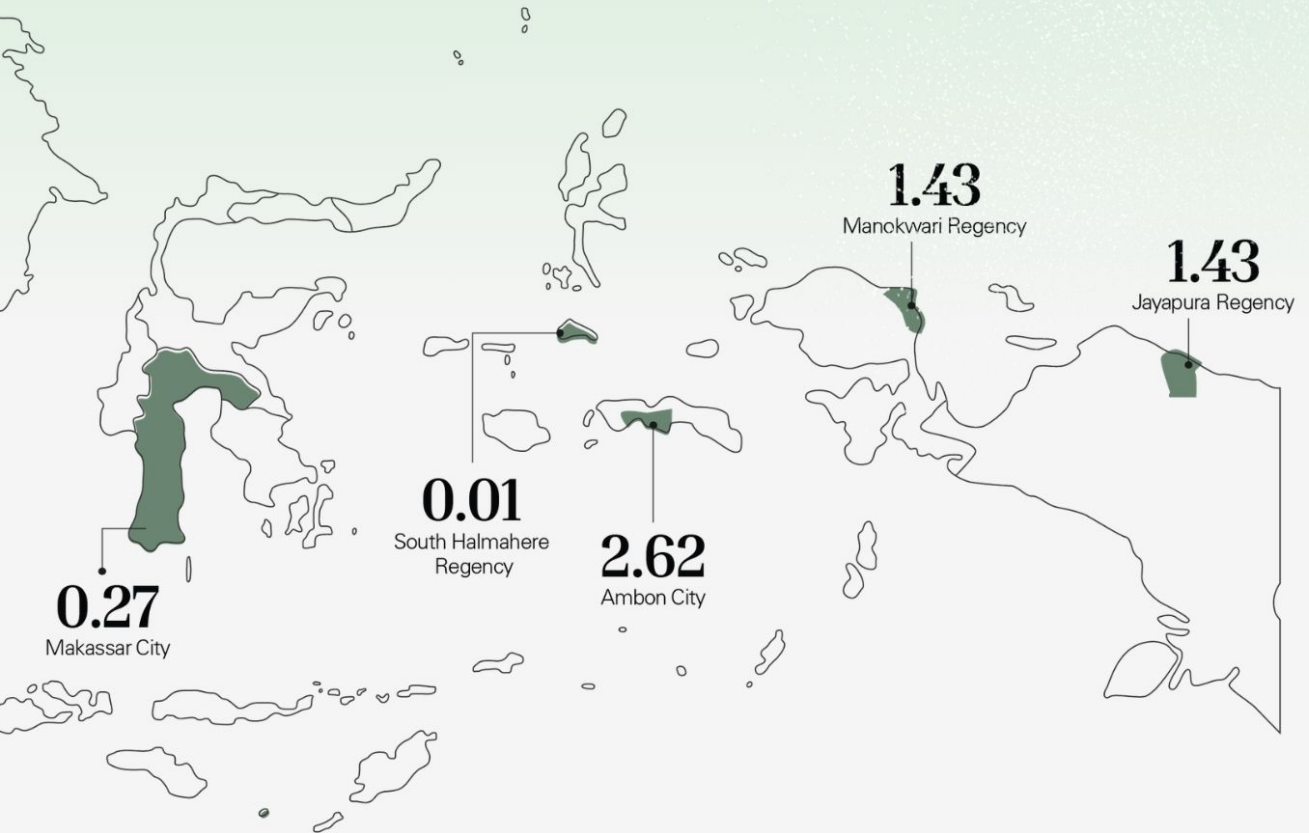 1.43
Manokwari Regency
1.43
Jayapura Regency
0.01
South Halmahere
Regency
2.62
Ambon City
0.27
Makassar City